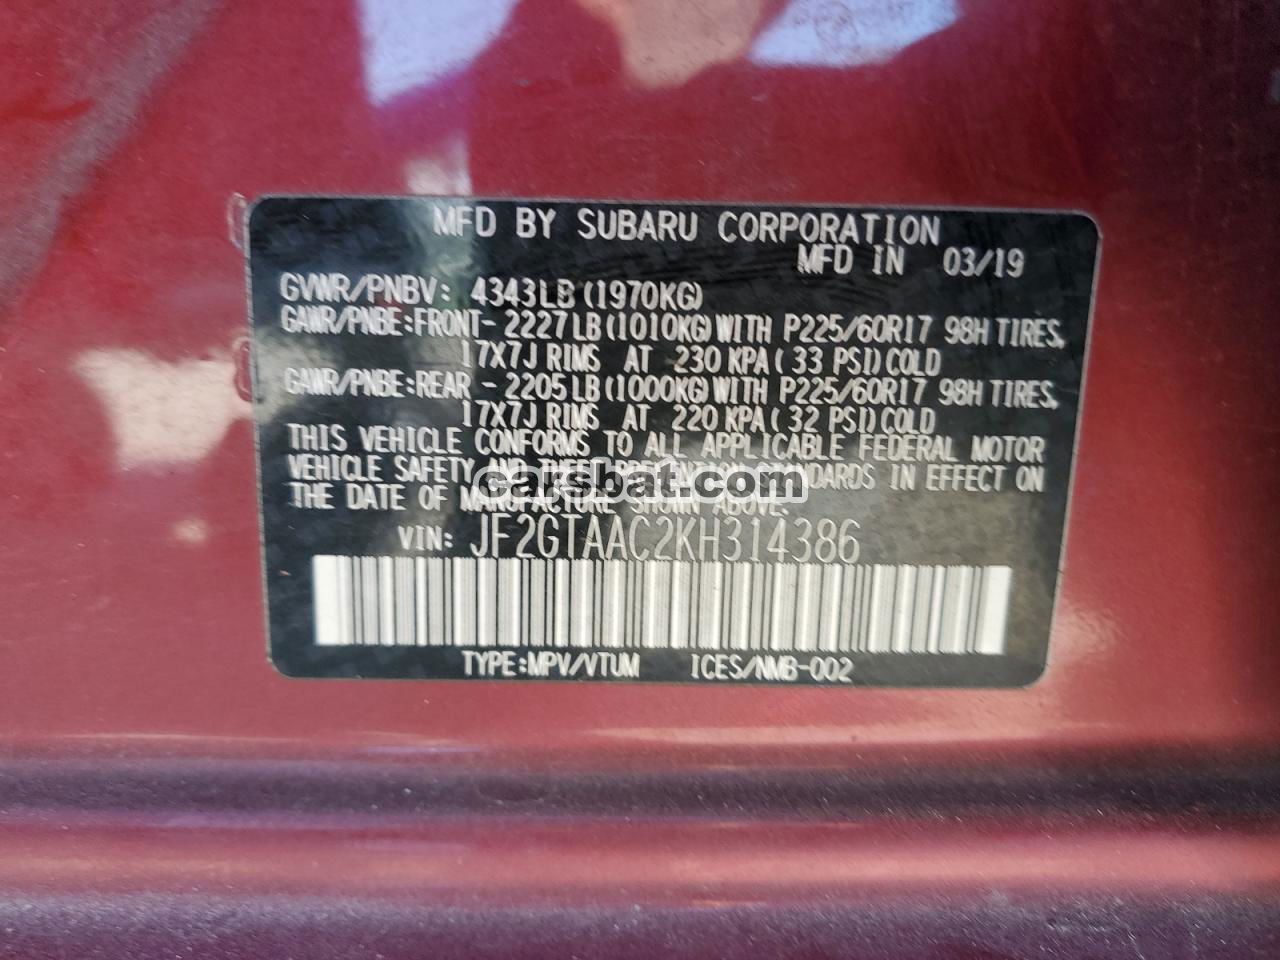 MFD BY SUBARU CORPORATION
MFD IN 03/19
GVWR/PNBV: 4343LB(1970KG)
GAWR/PNBE:FRONT- 2227LB(1010KG)WITH P225/60R17 98H TIRES,
17X7J RIMS AT 230 KPA( 33 PSI)COLD
GAWR/PNBE:REAR - 2205LB(1000KG)WITH P225/60R17 98H TIRES,
17X7J RIMS AT 220 KPA( 32 PSI)COLD
THIS VEHICLE CONFORMS TO ALL APPLICABLE FEDERAL MOTOR
VEHICLE SAFETY AND THEFT PREVENTION STANDARDS IN EFFECT ON
THE DATE OF MANUFACTURE SHOWN ABOVE.
carsbat.com
VIN: JF2GTAAC2KH314386
TYPE:MPV/VTUM ICES/NMB-002